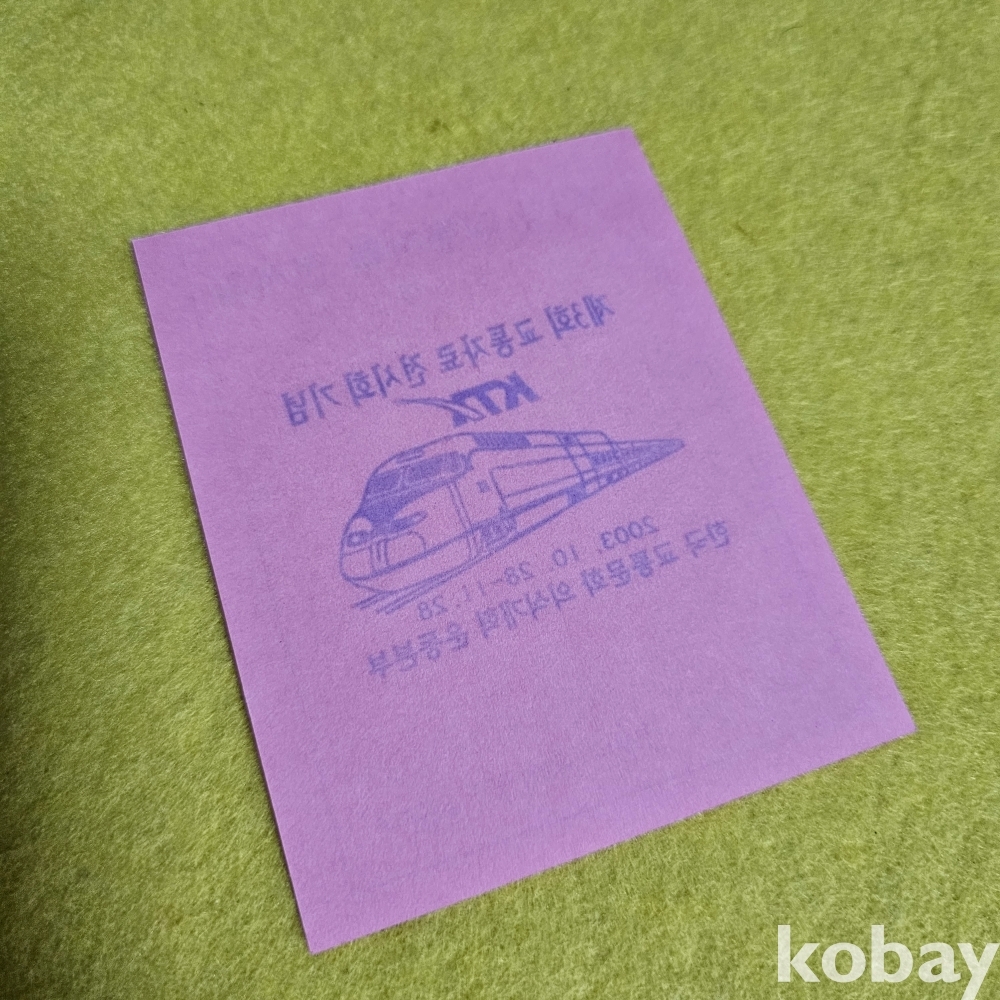 제3회 교통자료 전시회 기념
KTX
2003. 10. 28~11. 28
한국 교통문화 의식개혁 운동본부
kobay